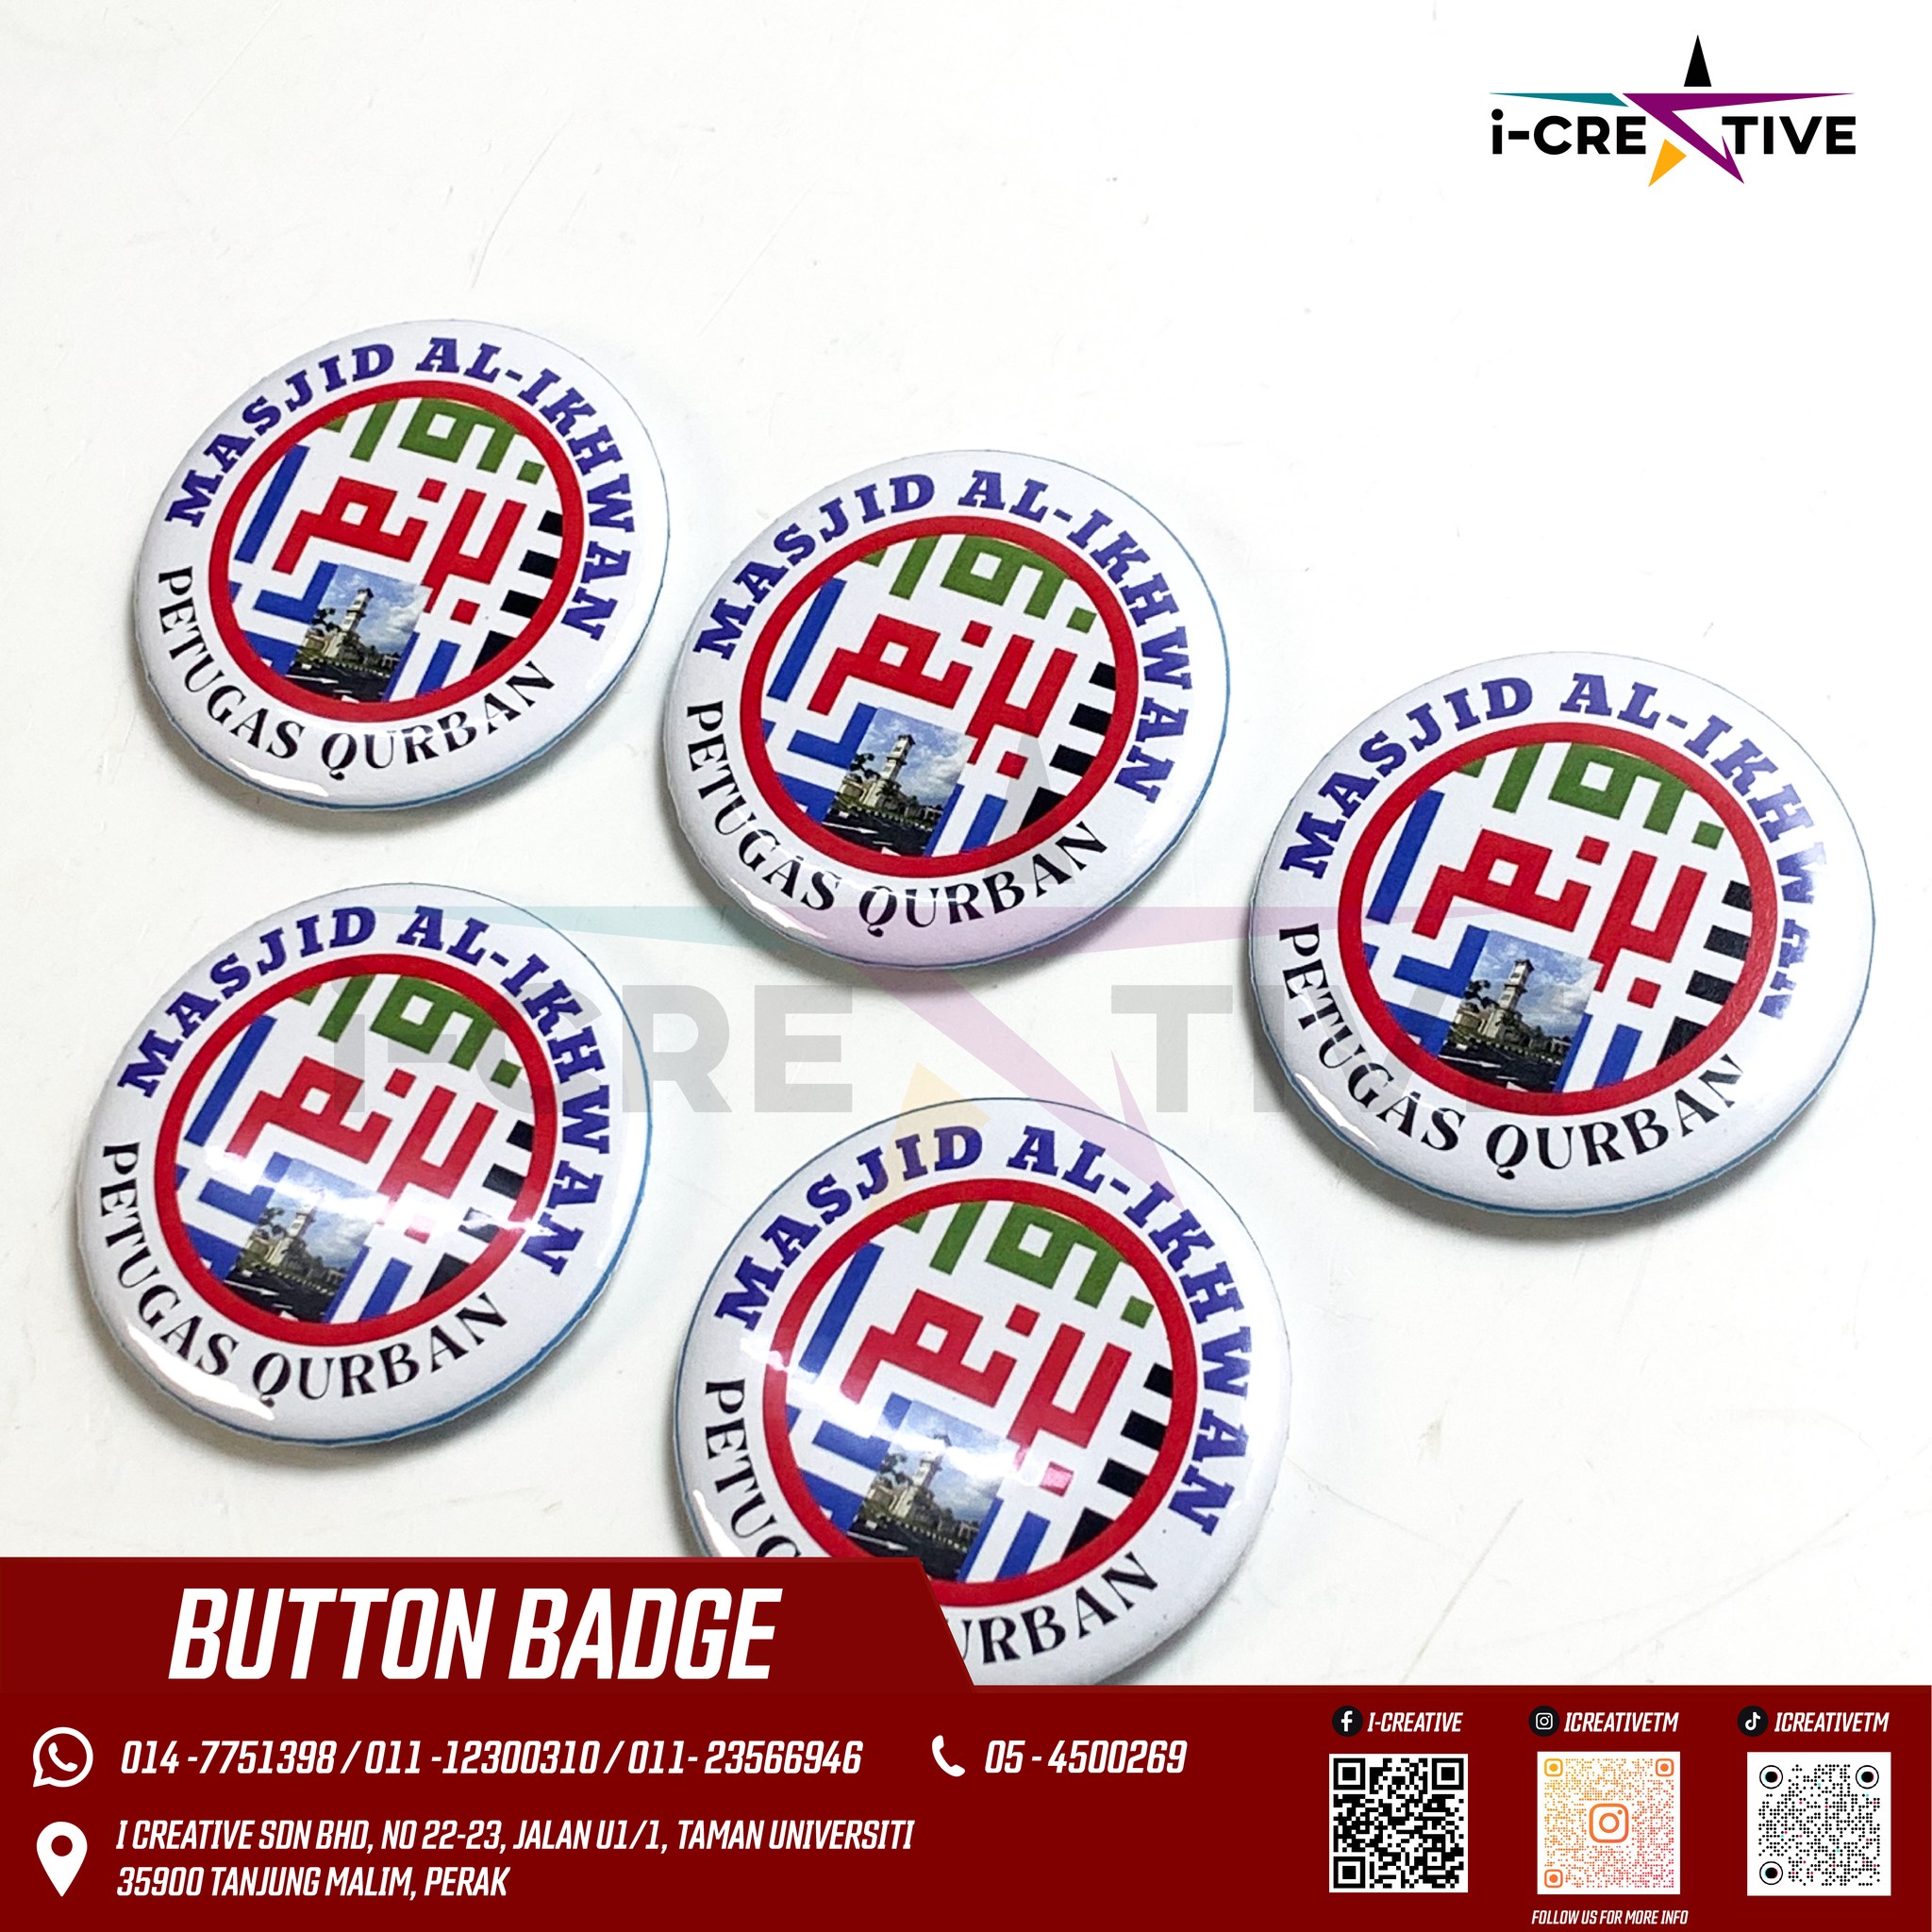 i-CREATIVE
MASJID AL-IKHWAN
PETUGAS QURBAN
MASJID AL-IKHWAN
PETUGAS QURBAN
MASJID AL-IKHWAN
PETUGAS QURBAN
MASJID AL-IKHWAN
PETUGAS QURBAN
MASJID AL-IKHWAN
i-CREATIVE
BUTTON BADGE
014 -7751398 / 011 -12300310 / 011- 23566946
05 - 4500269
I CREATIVE SDN BHD, NO 22-23, JALAN U1/1, TAMAN UNIVERSITI
35900 TANJUNG MALIM, PERAK
I-CREATIVE
ICREATIVETM
ICREATIVETM
FOLLOW US FOR MORE INFO